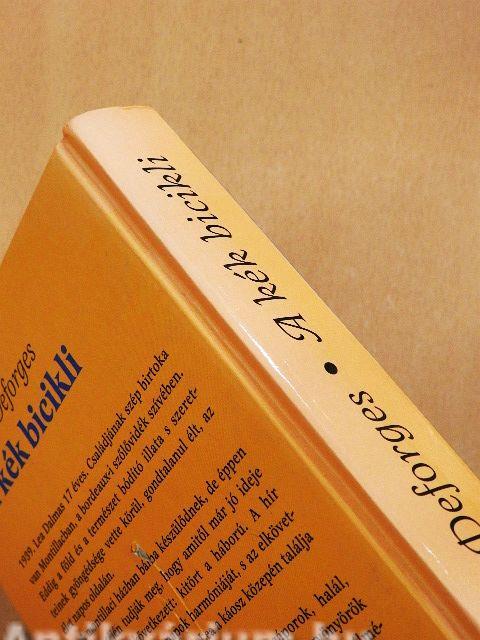 Deforges • A kék bicikli
Deforges
kék bicikli
1939. Lea Dalmas 17 éves. Családjának szép birtoka
van Montillacban, a bordeaux-i szőlővidék szívében.
Eddig a föld és a természet bódító illata s szeret-
teinek gyöngédsége vette körül, gondtalanul élt, az
élet napos oldalán.
házban bálba készülődnek, de éppen
tudják meg, hogy amitől már jó ideje
kitört a háború. A hír
harmóniáját, s az elkövet-
káosz közepén találja
halál,